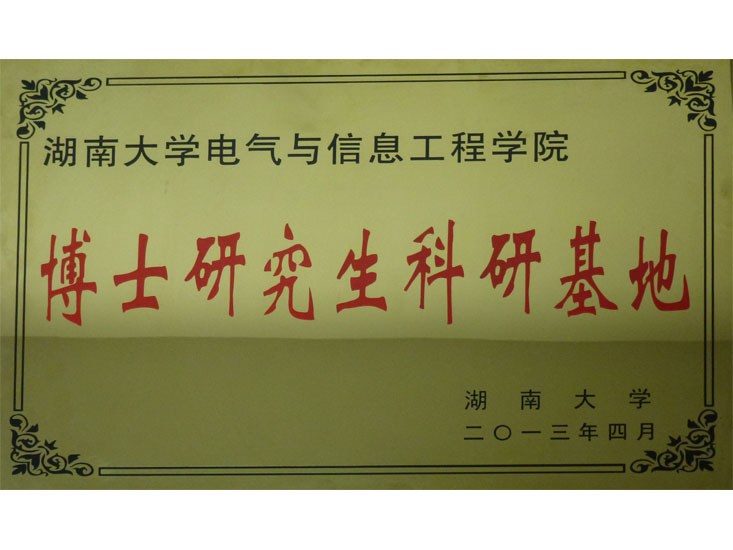 湖南大学电气与信息工程学院
博士研究生科研基地
湖南大学
二〇一三年四月